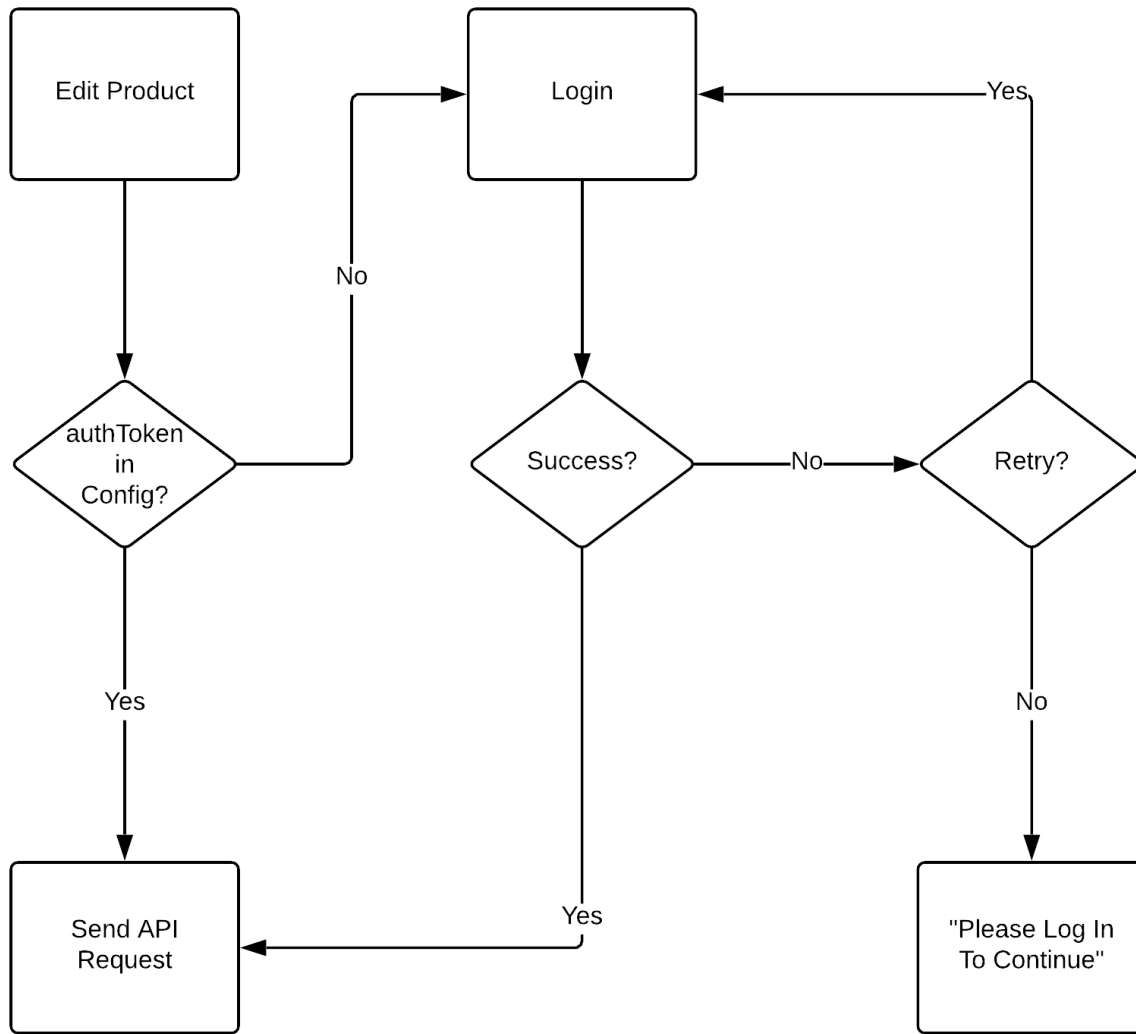 Edit Product
Login
Yes
No
authToken
in
Config?
Success?
No
Retry?
Yes
No
Yes
Send API
Request
"Please Log In
To Continue"